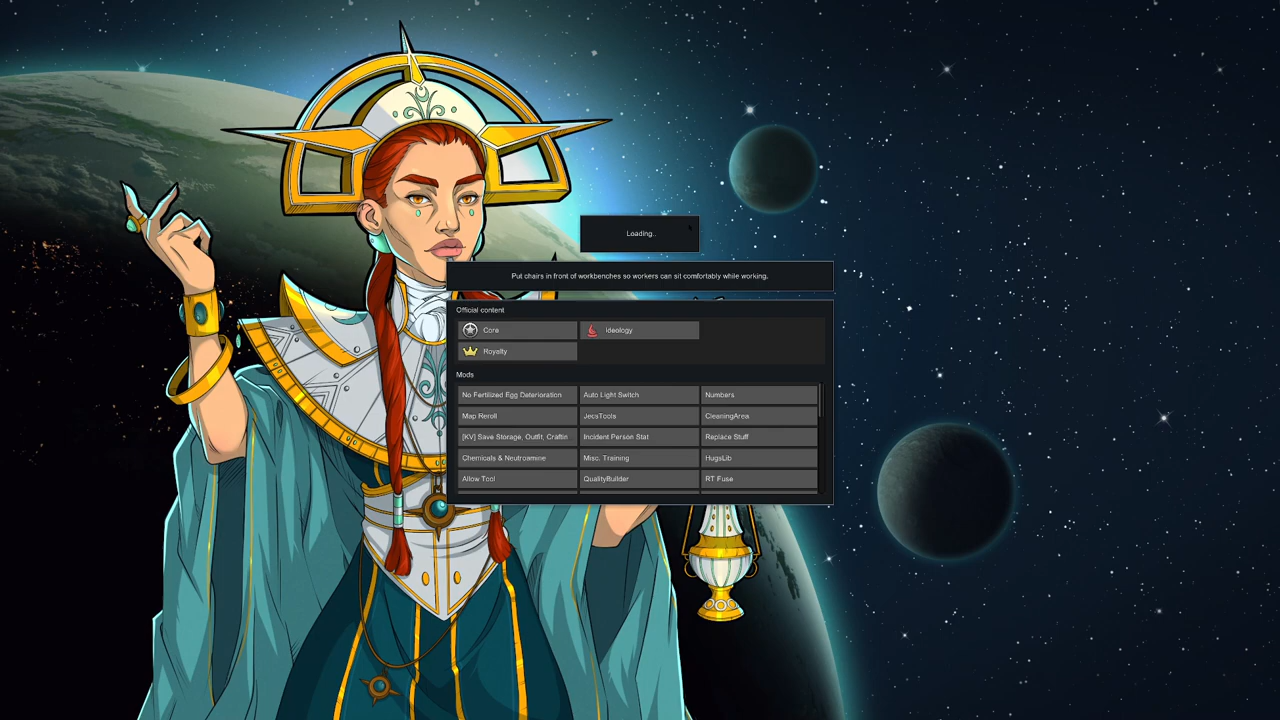 Loading..
Put chairs in front of workbenches so workers can sit comfortably while working.
Official content
Core
Ideology
Royalty
Mods
No Fertilized Egg Deterioration
Auto Light Switch
Numbers
Map Reroll
JecsTools
CleaningArea
[KV] Save Storage, Outfit, Craftin
Incident Person Stat
Replace Stuff
Chemicals & Neutroamine
Misc. Training
HugsLib
Allow Tool
QualityBuilder
RT Fuse